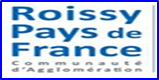 Roissy
Pays de
France
Communauté
d'Agglomération